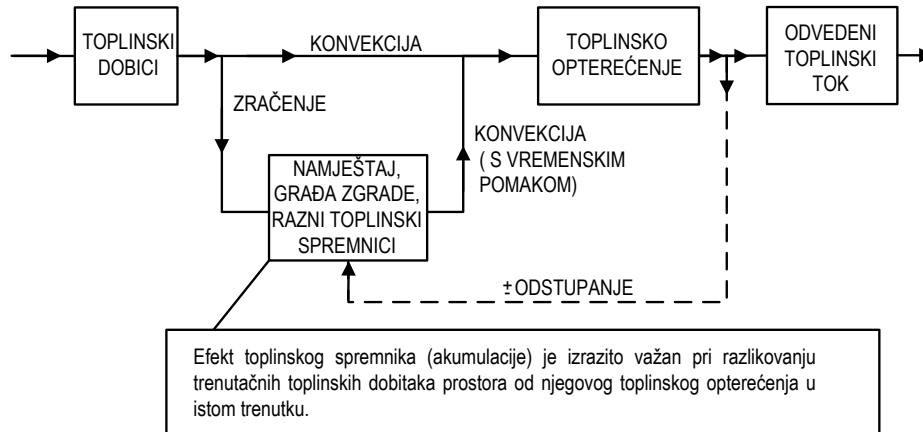 TOPLINSKI
DOBICI
KONVEKCIJA
TOPLINSKO
OPTEREĆENJE
ODVEDENI
TOPLINSKI
TOK
ZRAČENJE
KONVEKCIJA
( S VREMENSKIM
POMAKOM)
NAMJEŠTAJ,
GRAĐA ZGRADE,
RAZNI TOPLINSKI
SPREMNICI
±ODSTUPANJE
Efekt toplinskog spremnika (akumulacije) je izrazito važan pri razlikovanju
trenutačnih toplinskih dobitaka prostora od njegovog toplinskog opterećenja u
istom trenutku.